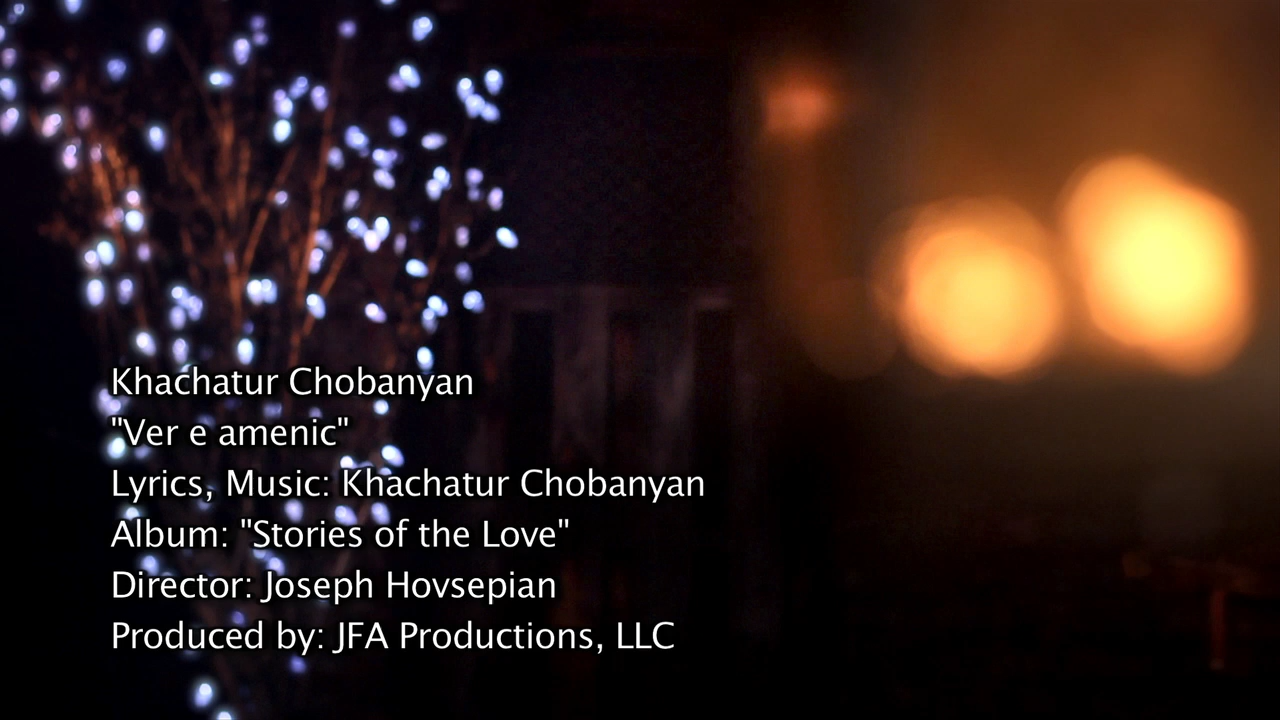 Khachatur Chobanyan
"Ver e amenic"
Lyrics, Music: Khachatur Chobanyan
Album: "Stories of the Love"
Director: Joseph Hovsepian
Produced by: JFA Productions, LLC